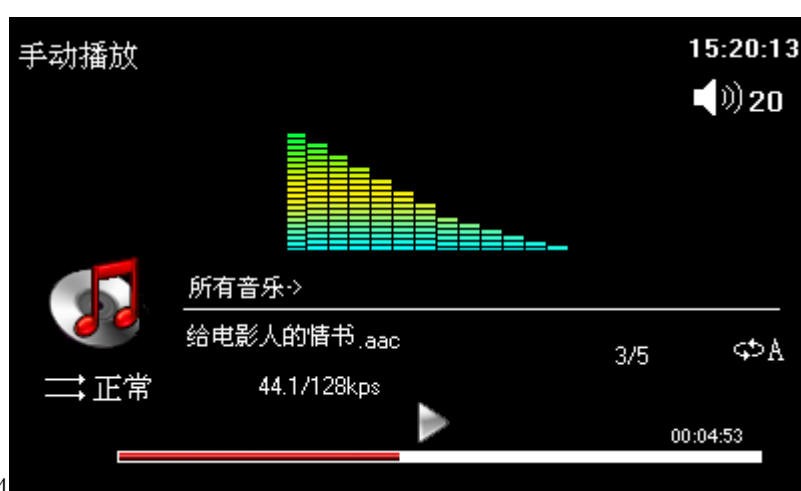 手动播放
15:20:13
20
所有音乐->
给电影人的情书.aac
3/5
A
正常
44.1/128kps
00:04:53